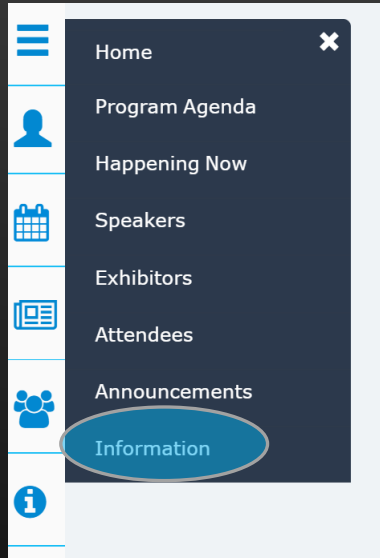 Home
Program Agenda
Happening Now
Speakers
Exhibitors
Attendees
Announcements
Information